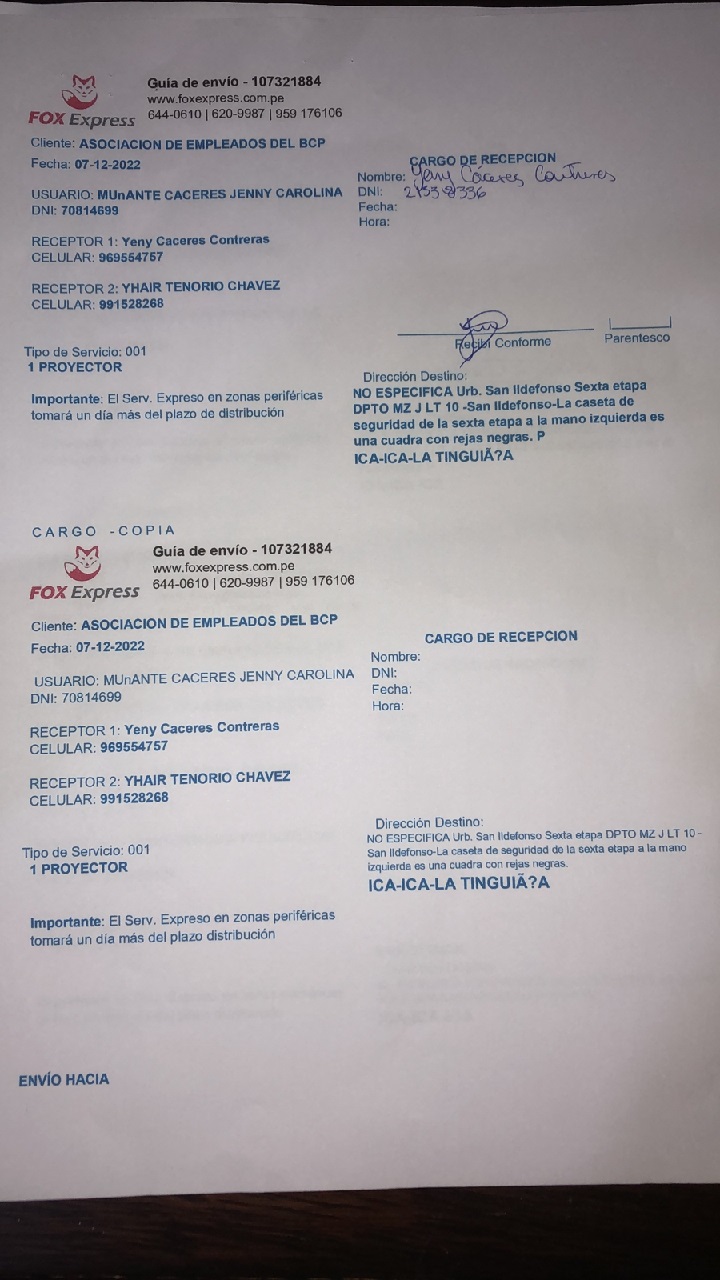 FOX Express
Guia de envío - 107321884
www.foxexpress.com.pe
644-0610 | 620-9987 | 959 176106
Cliente: ASOCIACION DE EMPLEADOS DEL BCP
Fecha: 07-12-2022
USUARIO: MUnANTE CACERES JENNY CAROLINA
DNI: 70814699
RECEPTOR 1: Yeny Caceres Contreras
CELULAR: 969554757
RECEPTOR 2: YHAIR TENORIO CHAVEZ
CELULAR: 991528268
Tipo de Servicio: 001
1 PROYECTOR
Importante: El Serv. Expreso en zonas periféricas
tomará un día más del plazo de distribución
CARGO DE RECEPCION
Nombre: Yeny Cáceres Contreras
DNI:
Fecha:
Hora:
Recibí Conforme
Parentesco
Dirección Destino:
NO ESPECIFICA Urb. San Ildefonso Sexta etapa
DPTO MZ J LT 10 -San Ildefonso-La caseta de
seguridad de la sexta etapa a la mano izquierda es
una cuadra con rejas negras. P
ICA-ICA-LA TINGUIÃ?A
CARGO - COPIA
FOX Express
Guia de envío - 107321884
www.foxexpress.com.pe
644-0610 | 620-9987 | 959 176106
Cliente: ASOCIACION DE EMPLEADOS DEL BCP
Fecha: 07-12-2022
USUARIO: MUnANTE CACERES JENNY CAROLINA
DNI: 70814699
RECEPTOR 1: Yeny Caceres Contreras
CELULAR: 969554757
RECEPTOR 2: YHAIR TENORIO CHAVEZ
CELULAR: 991528268
Tipo de Servicio: 001
1 PROYECTOR
Importante: El Serv. Expreso en zonas periféricas
tomará un día más del plazo distribución
CARGO DE RECEPCION
Nombre:
DNI:
Fecha:
Hora:
Dirección Destino:
NO ESPECIFICA Urb. San Ildefonso Sexta etapa DPTO MZ J LT 10 -
San Ildefonso-La caseta de seguridad de la sexta etapa a la mano
izquierda es una cuadra con rejas negras.
ICA-ICA-LA TINGUIÃ?A
ENVÍO HACIA